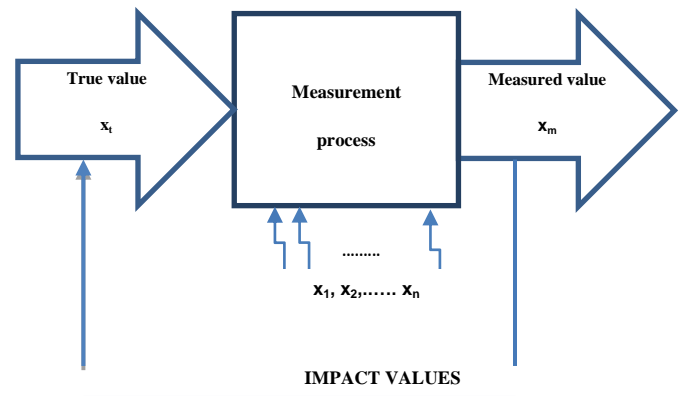 True value
xt
Measurement
process
Measured value
xm
.........
x1, x2,...... xn
IMPACT VALUES